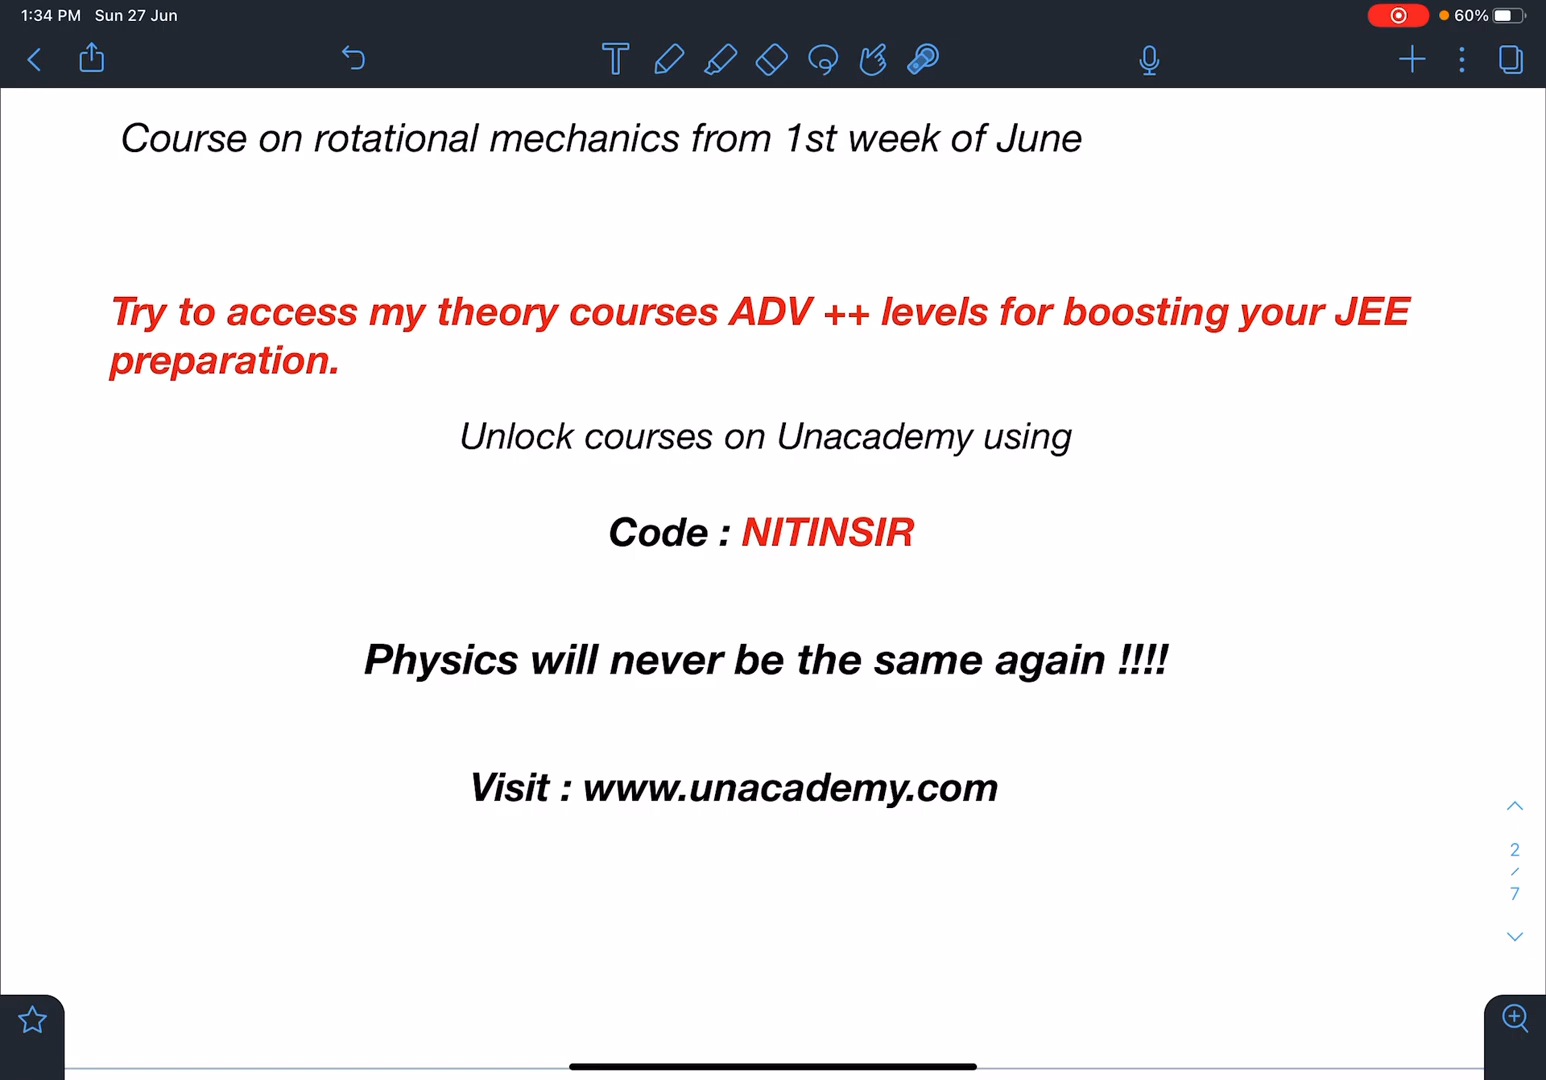 1:34 PM Sun 27 Jun
60%
Course on rotational mechanics from 1st week of June
Try to access my theory courses ADV ++ levels for boosting your JEE
preparation.
Unlock courses on Unacademy using
Code : NITINSIR
Physics will never be the same again !!!!
Visit : www.unacademy.com
2
/
7